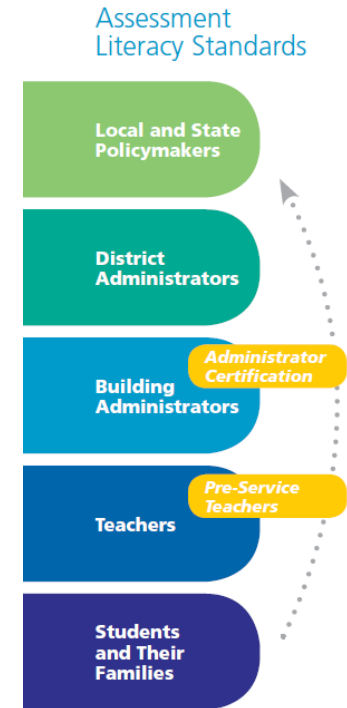 Assessment
Literacy Standards
Local and State
Policymakers
District
Administrators
Administrator
Certification
Building
Administrators
Pre-Service
Teachers
Teachers
Students
and Their
Families